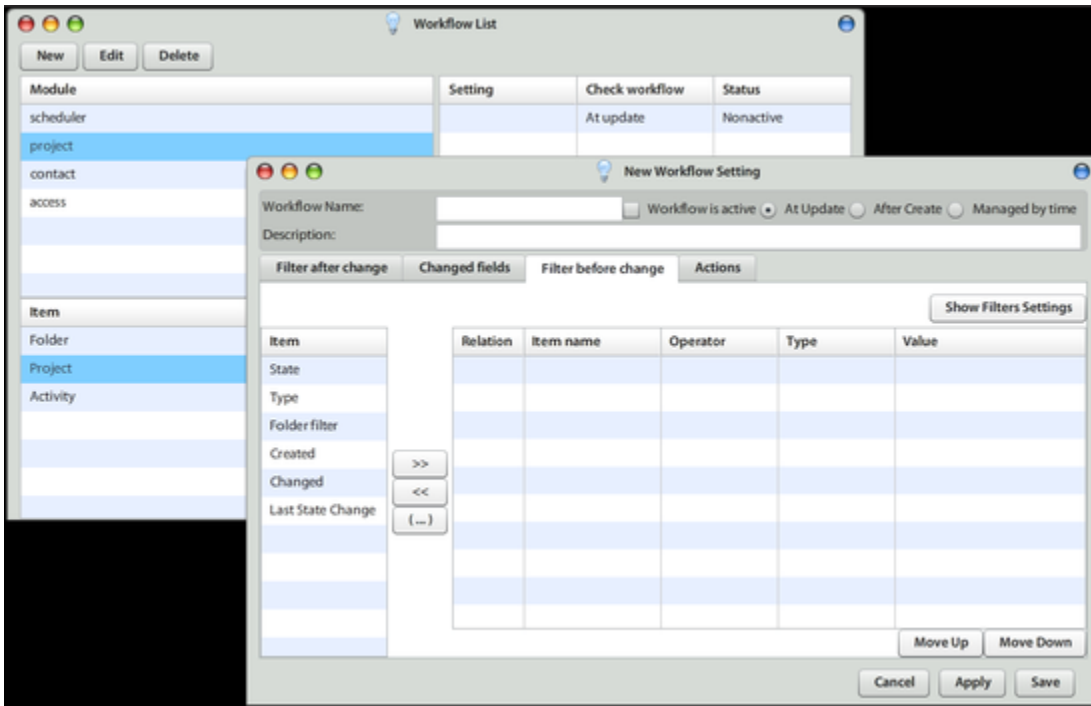 Workflow List
New Edit Delete
Module Setting Check workflow Status
scheduler At update Nonactive
project
contact
access
Item
Folder
Project
Activity
New Workflow Setting
Workflow Name: Workflow is active At Update After Create Managed by time
Description:
Filter after change Changed fields Filter before change Actions
Show Filters Settings
Item Relation Item name Operator Type Value
State
Type
Folder filter
Created
>>
Changed
<<
Last State Change
(...)
Move Up Move Down
Cancel Apply Save